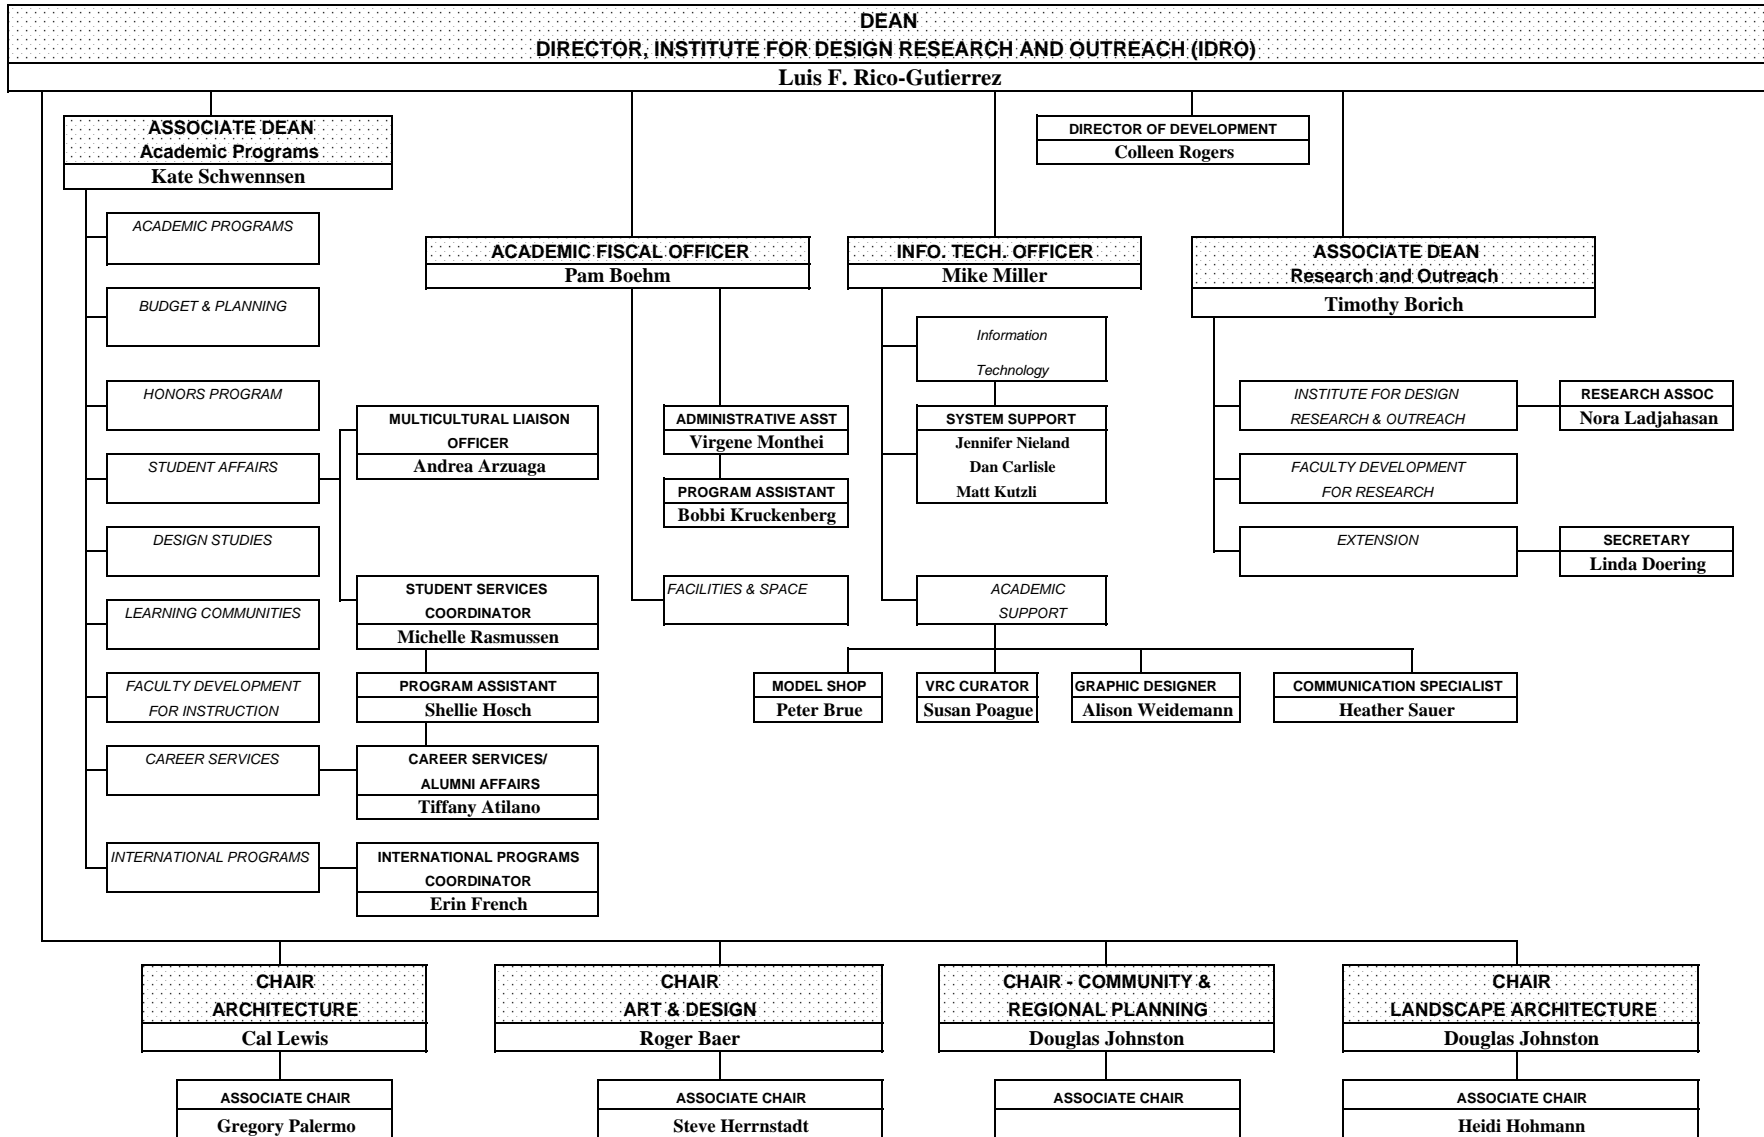 DEAN
DIRECTOR, INSTITUTE FOR DESIGN RESEARCH AND OUTREACH (IDRO)
Luis F. Rico-Gutierrez
ASSOCIATE DEAN
Academic Programs
Kate Schwennsen
DIRECTOR OF DEVELOPMENT
Colleen Rogers
ACADEMIC PROGRAMS
BUDGET & PLANNING
HONORS PROGRAM
STUDENT AFFAIRS
DESIGN STUDIES
LEARNING COMMUNITIES
FACULTY DEVELOPMENT
FOR INSTRUCTION
CAREER SERVICES
INTERNATIONAL PROGRAMS
MULTICULTURAL LIAISON
OFFICER
Andrea Arzuaga
STUDENT SERVICES
COORDINATOR
Michelle Rasmussen
PROGRAM ASSISTANT
Shellie Hosch
CAREER SERVICES/
ALUMNI AFFAIRS
Tiffany Atilano
INTERNATIONAL PROGRAMS
COORDINATOR
Erin French
ACADEMIC FISCAL OFFICER
Pam Boehm
ADMINISTRATIVE ASST
Virgene Monthei
PROGRAM ASSISTANT
Bobbi Kruckenberg
FACILITIES & SPACE
INFO. TECH. OFFICER
Mike Miller
Information
Technology
SYSTEM SUPPORT
Jennifer Nieland
Dan Carlisle
Matt Kutzli
ACADEMIC
SUPPORT
MODEL SHOP
Peter Brue
VRC CURATOR
Susan Poague
GRAPHIC DESIGNER
Alison Weidemann
COMMUNICATION SPECIALIST
Heather Sauer
ASSOCIATE DEAN
Research and Outreach
Timothy Borich
INSTITUTE FOR DESIGN
RESEARCH & OUTREACH
RESEARCH ASSOC
Nora Ladjahasan
FACULTY DEVELOPMENT
FOR RESEARCH
EXTENSION
SECRETARY
Linda Doering
CHAIR
ARCHITECTURE
Cal Lewis
ASSOCIATE CHAIR
Gregory Palermo
CHAIR
ART & DESIGN
Roger Baer
ASSOCIATE CHAIR
Steve Herrnstadt
CHAIR - COMMUNITY &
REGIONAL PLANNING
Douglas Johnston
ASSOCIATE CHAIR
CHAIR
LANDSCAPE ARCHITECTURE
Douglas Johnston
ASSOCIATE CHAIR
Heidi Hohmann